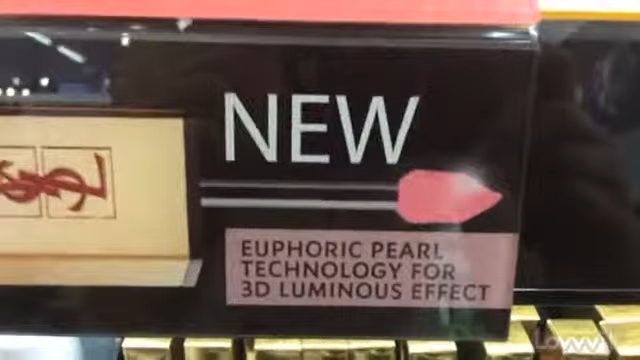 NEW
EUPHORIC PEARL
TECHNOLOGY FOR
3D LUMINOUS EFFECT